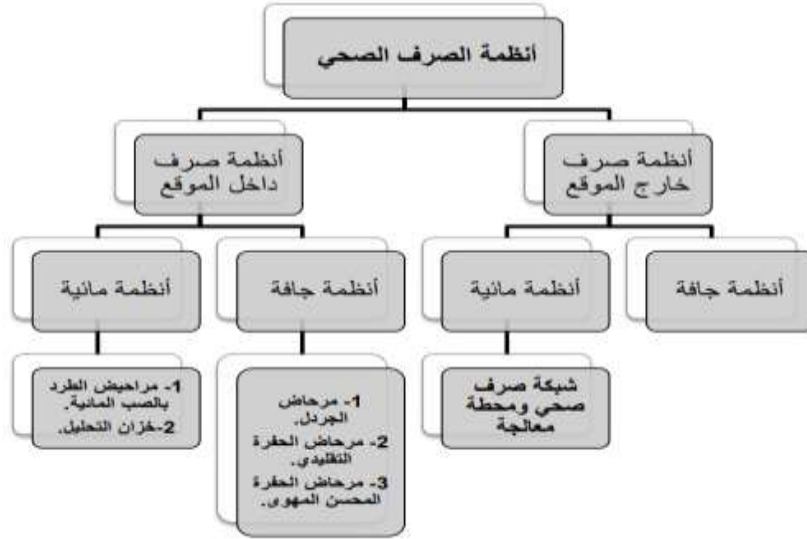 أنظمة الصرف الصحي
أنظمة صرف
خارج الموقع
أنظمة صرف
داخل الموقع
أنظمة جافة
أنظمة مائية
أنظمة جافة
أنظمة مائية
شبكة صرف
صحي ومحطة
معالجة
1- مرحاض
الجردل.
2- مرحاض الحفرة
التقليدي.
3- مرحاض الحفرة
المحسن المهوى.
1- مراحيض الطرد
بالصب المائية.
2-خزان التحليل.